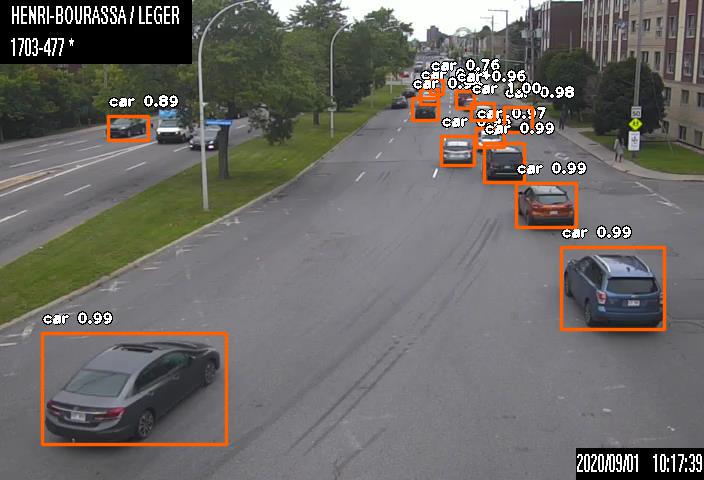 HENRI-BOURASSA / LEGER
1703-477 *
car 0.76
car 0.96
car 1.00
car 0.98
car 0.89
car 0.97
car 0.99
car 0.99
car 0.99
car 0.99
50
2020/09/01 10:17:39